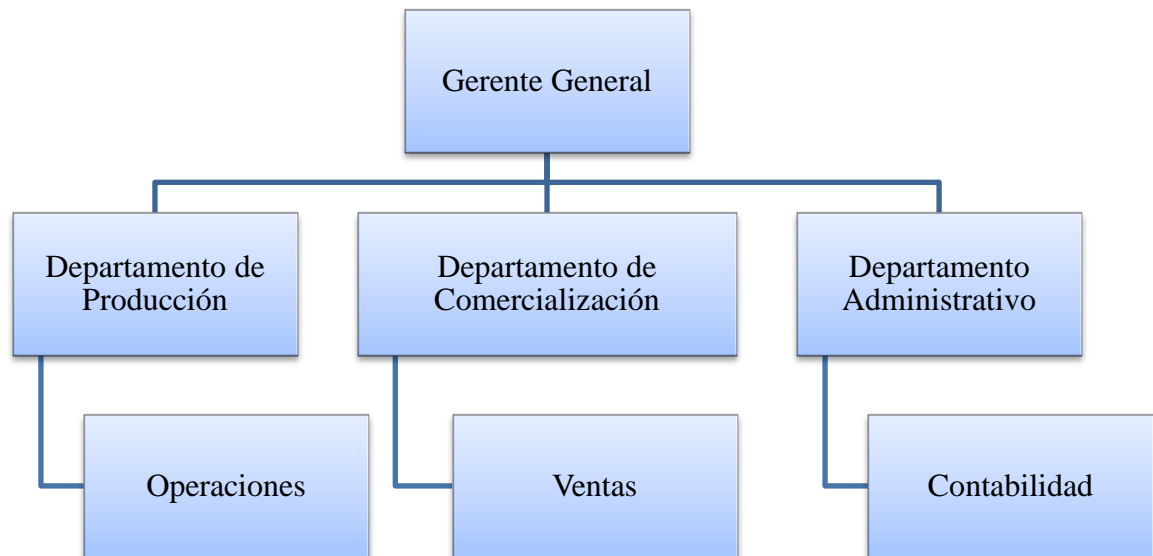 Gerente General
Departamento de
Producción
Departamento de
Comercialización
Departamento
Administrativo
Operaciones
Ventas
Contabilidad